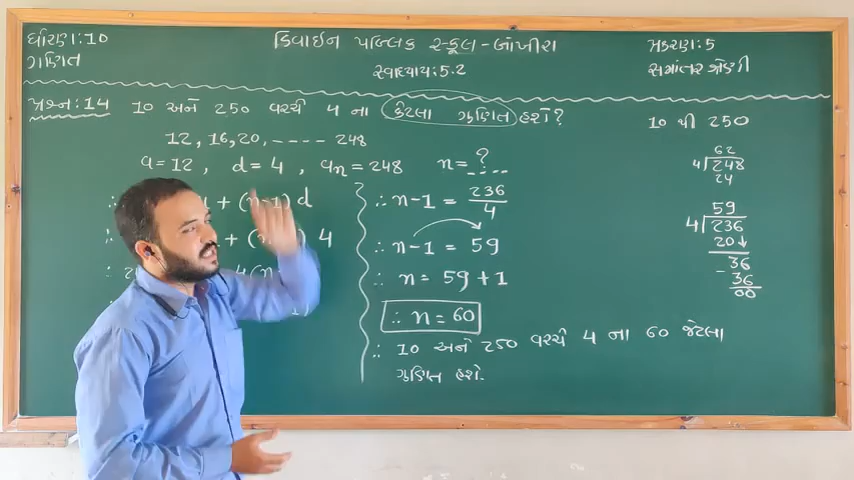 ધોરણ:10
ગણિત
ડિવાઈન પબ્લિક સ્કૂલ-લાંખીરા
સ્વાધ્યાય:5.2
પ્રકરણ:5
સમાંતર શ્રેણી
પ્રશ્ન:14 10 અને 250 વચ્ચે 4 ના કેટલા ગુણિત હશે?
12, 16, 20, ---- 248
a=12, d=4, an=248 n=?
+ (n-1) d
4
∴ n-1 = 236/4
∴ n-1 = 59
∴ n = 59+1
∴ n = 60
∴ 10 અને 250 વચ્ચે 4 ના 60 જેટલા
ગુણિત હશે.
10 થી 250
62
4√248
24
59
4√236
20↓
36
- 36
00